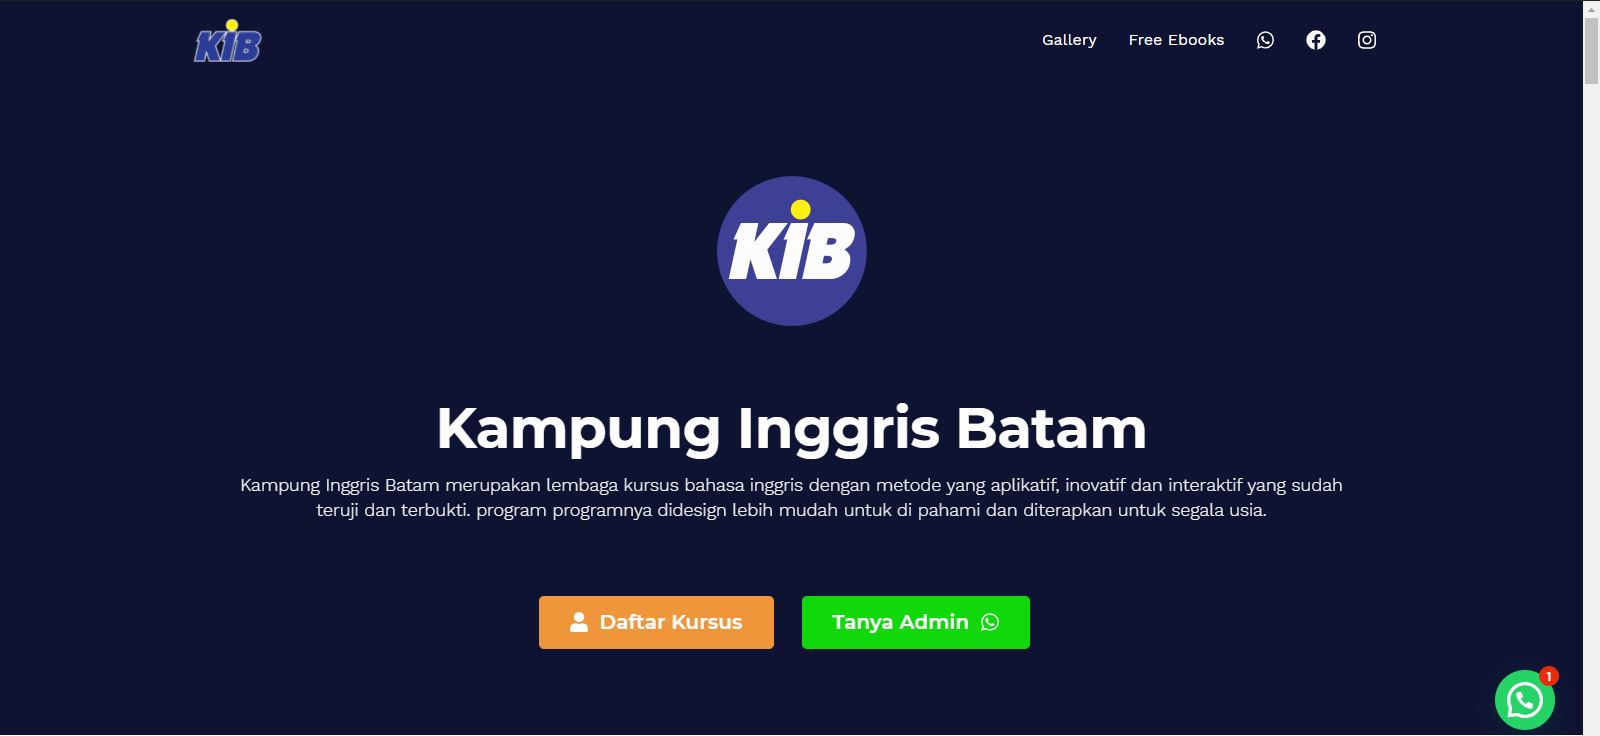 KiB
Gallery
Free Ebooks
KiB
Kampung Inggris Batam
Kampung Inggris Batam merupakan lembaga kursus bahasa inggris dengan metode yang aplikatif, inovatif dan interaktif yang sudah
teruji dan terbukti. program programnya didesign lebih mudah untuk di pahami dan diterapkan untuk segala usia.
Daftar Kursus
Tanya Admin
1